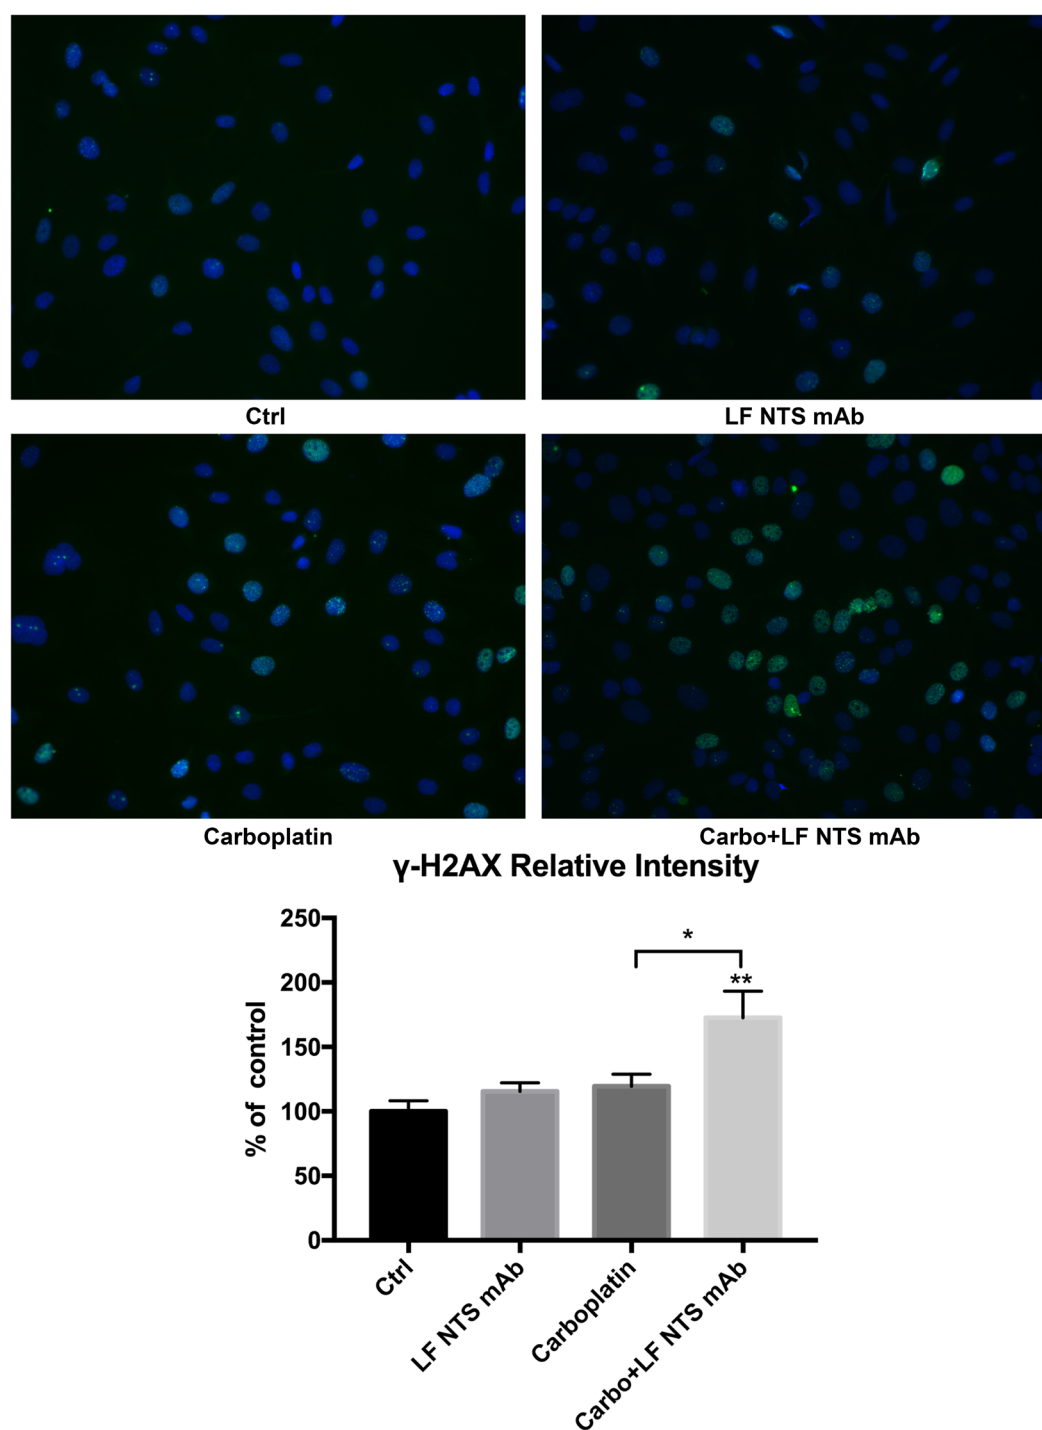 Ctrl
LF NTS mAb
Carboplatin
Carbo+LF NTS mAb
γ-H2AX Relative Intensity
% of control
250
200
150
100
50
0
*
**
Ctrl
LF NTS mAb
Carboplatin
Carbo+LF NTS mAb